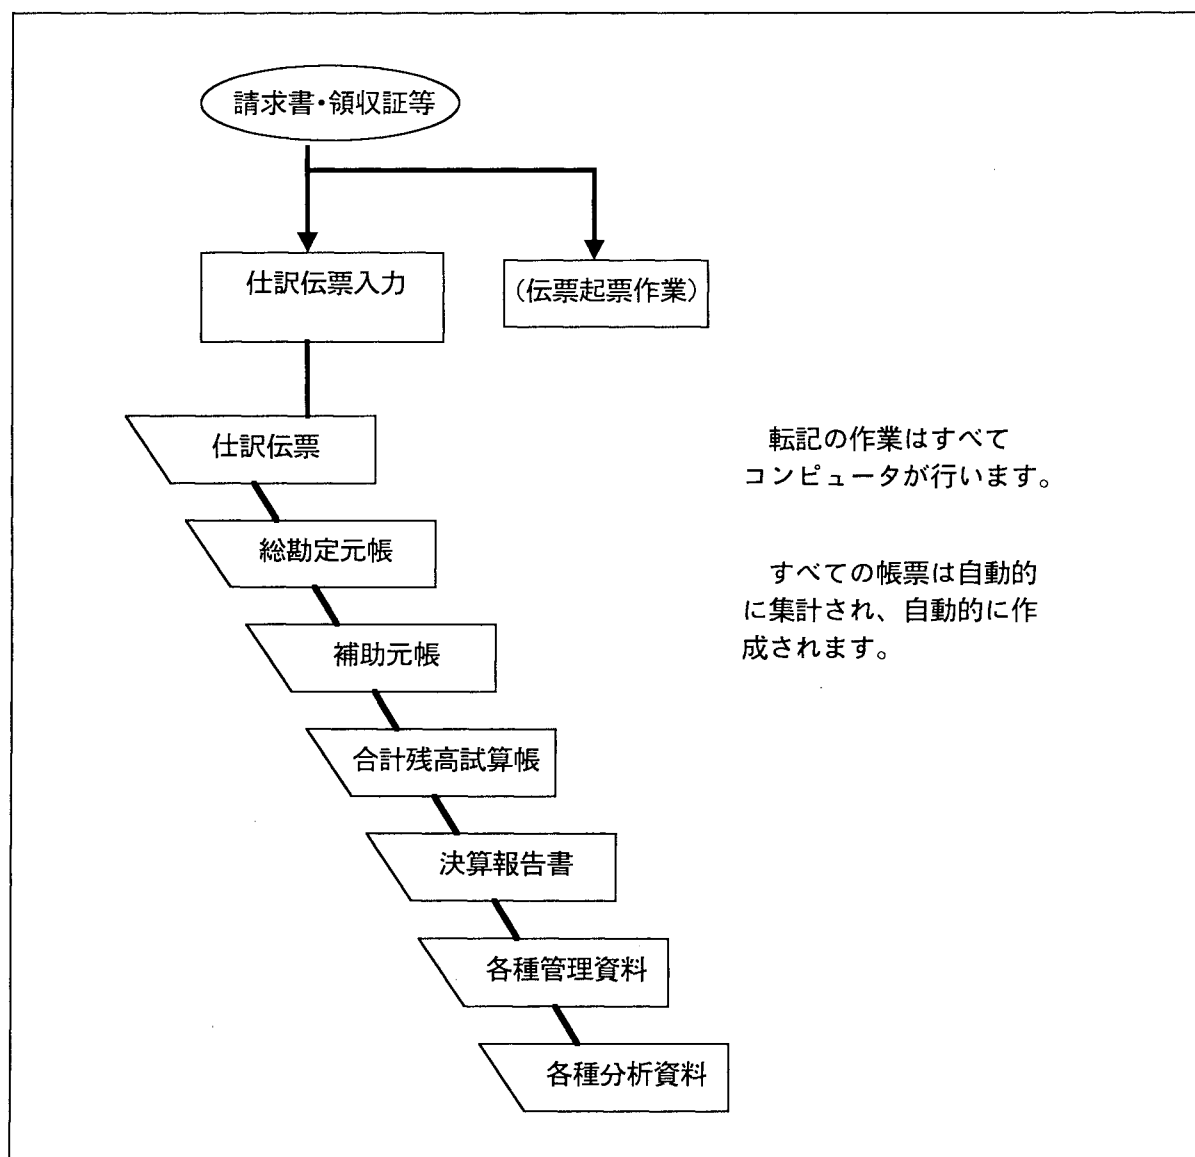 請求書・領収証等
仕訳伝票入力
（伝票起票作業）
仕訳伝票
総勘定元帳
補助元帳
合計残高試算帳
決算報告書
各種管理資料
各種分析資料
転記の作業はすべて
コンピュータが行います。
すべての帳票は自動的
に集計され、自動的に作
成されます。